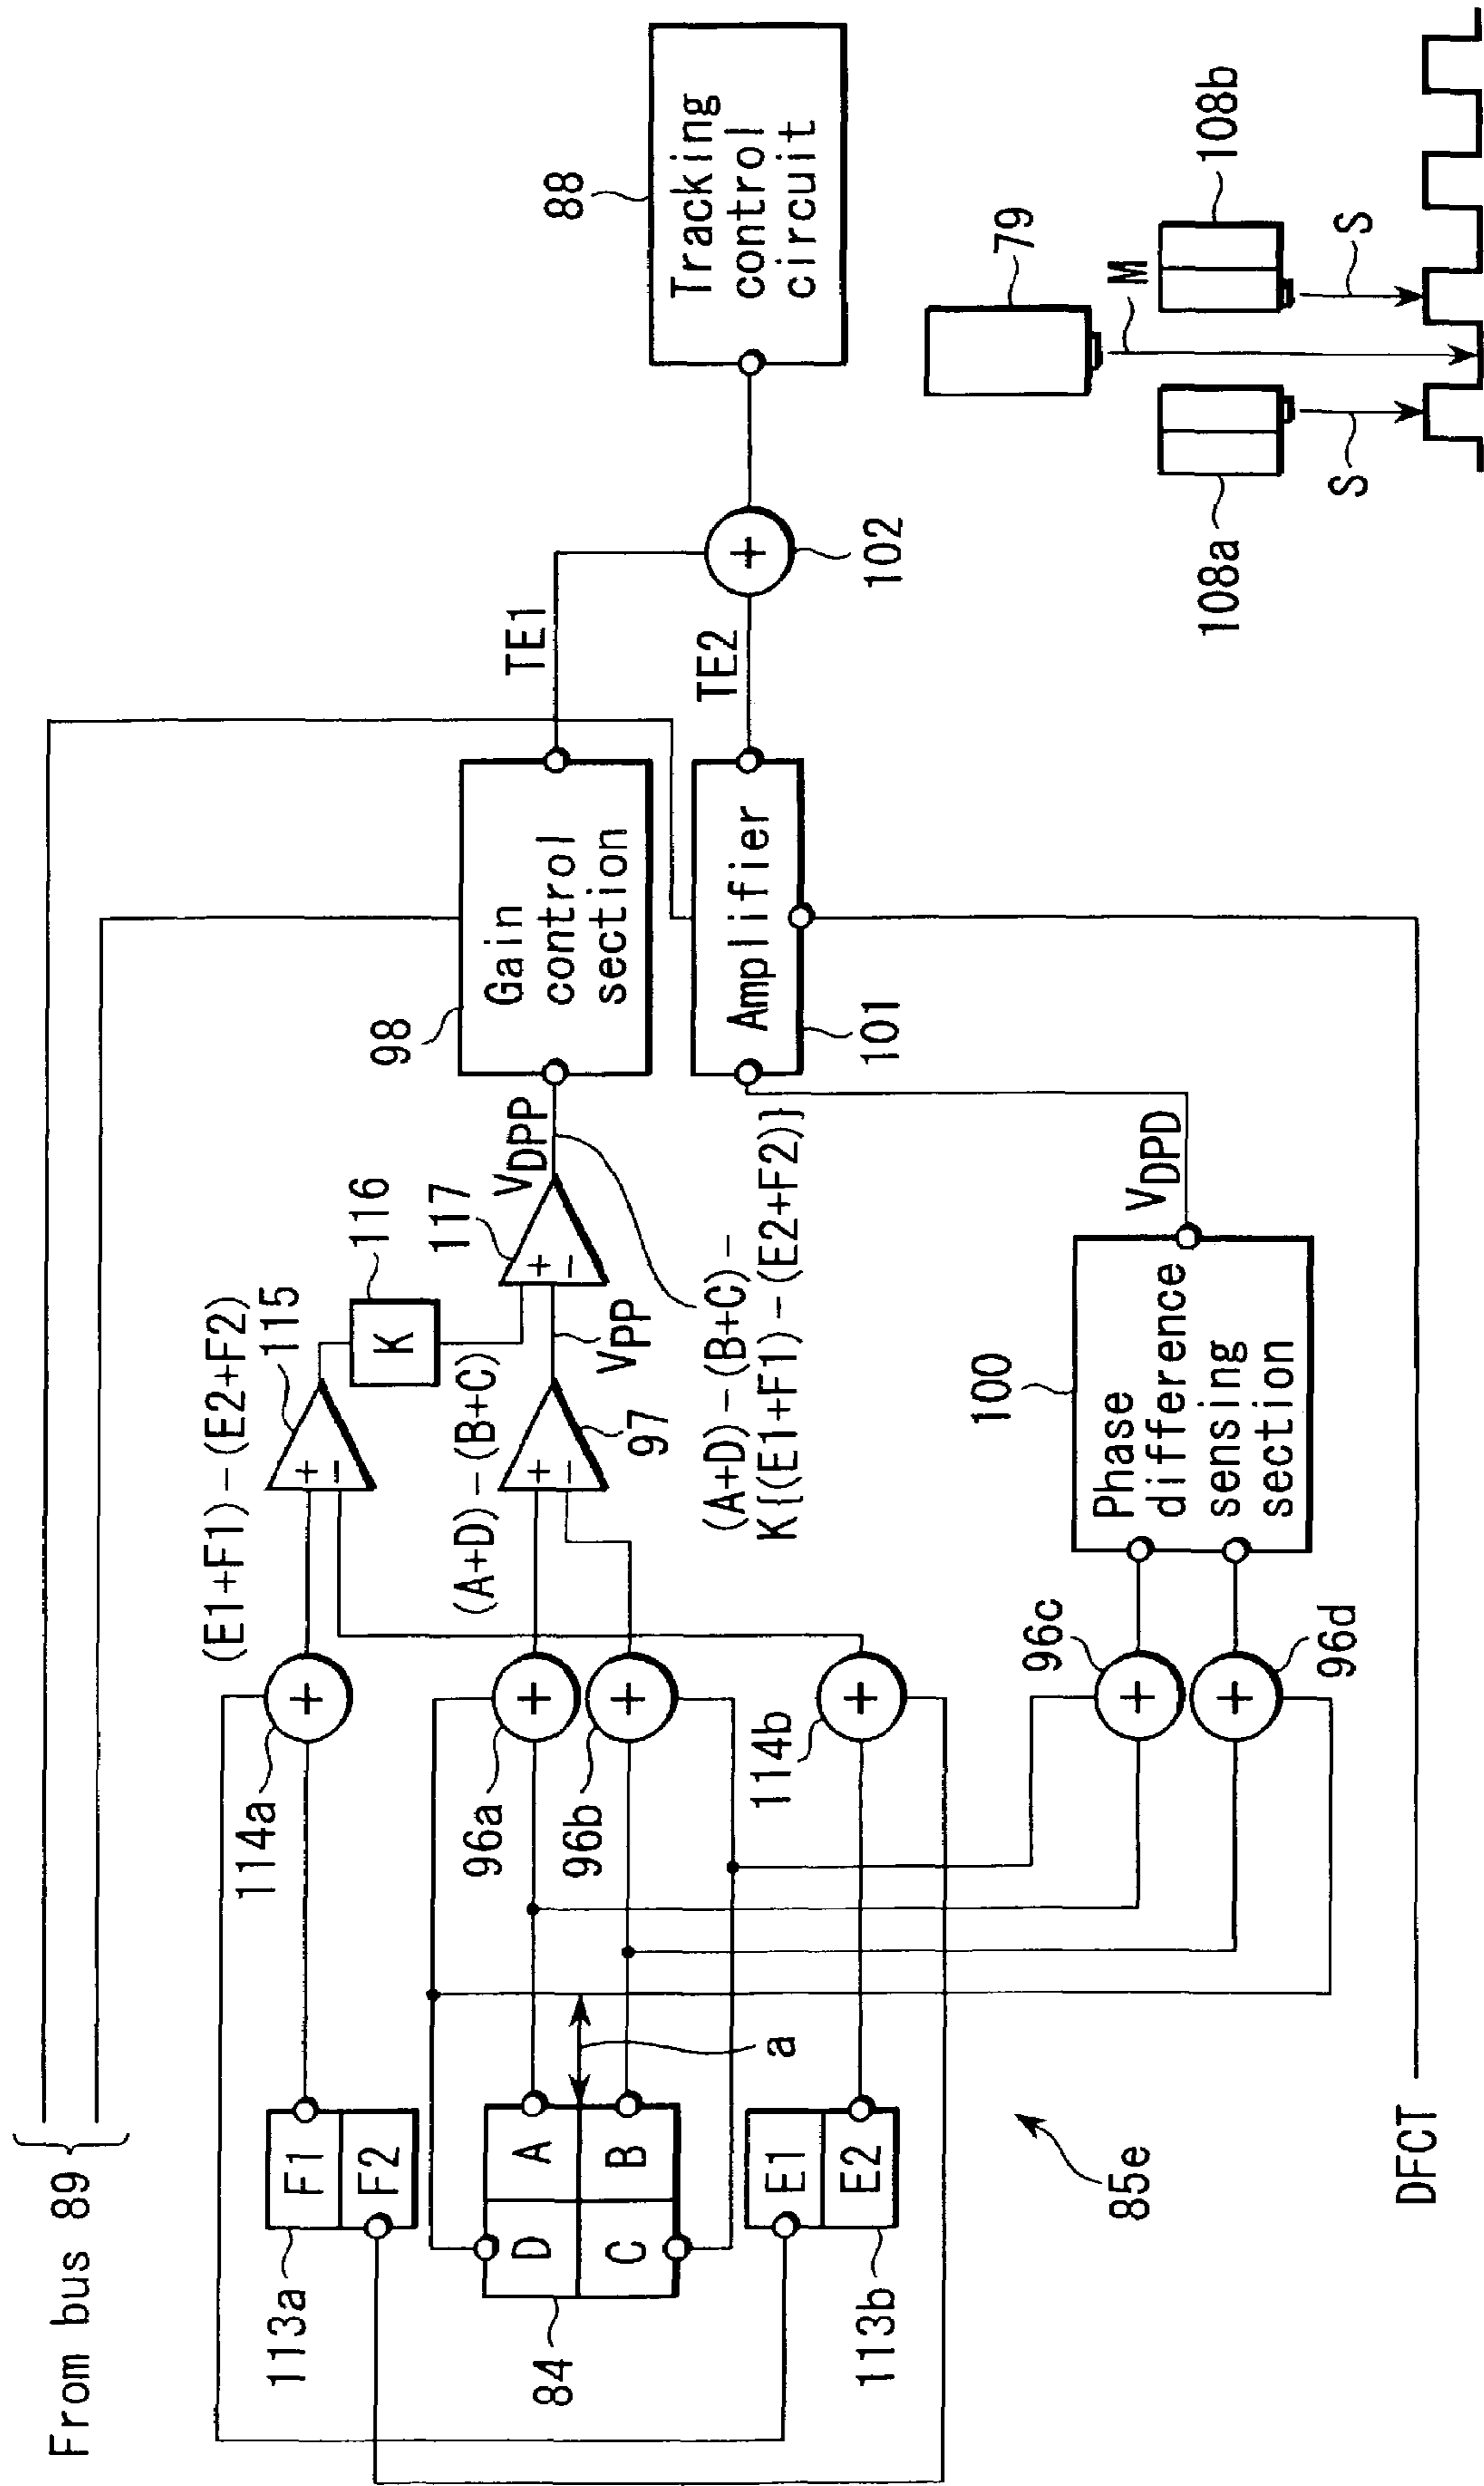 From bus 89
(E1+F1)-(E2+F2)
114a
115
116
K
113a
F1
F2
+
+
−
(A+D)-(B+C)
96a
96b
+
+
+
−
97
117
+
−
VPP
VDPP
98
Gain
control
section
TE1
88
Tracking
control
circuit
84
D
A
C
B
a
(A+D)-(B+C)-
K{(E1+F1)-(E2+F2)}
Amplifier
101
TE2
+
102
113b
E1
E2
114b
+
85e
96c
+
96d
+
100
Phase
difference
sensing
section
VDPD
DFCT
79
M
108a
108b
S
S